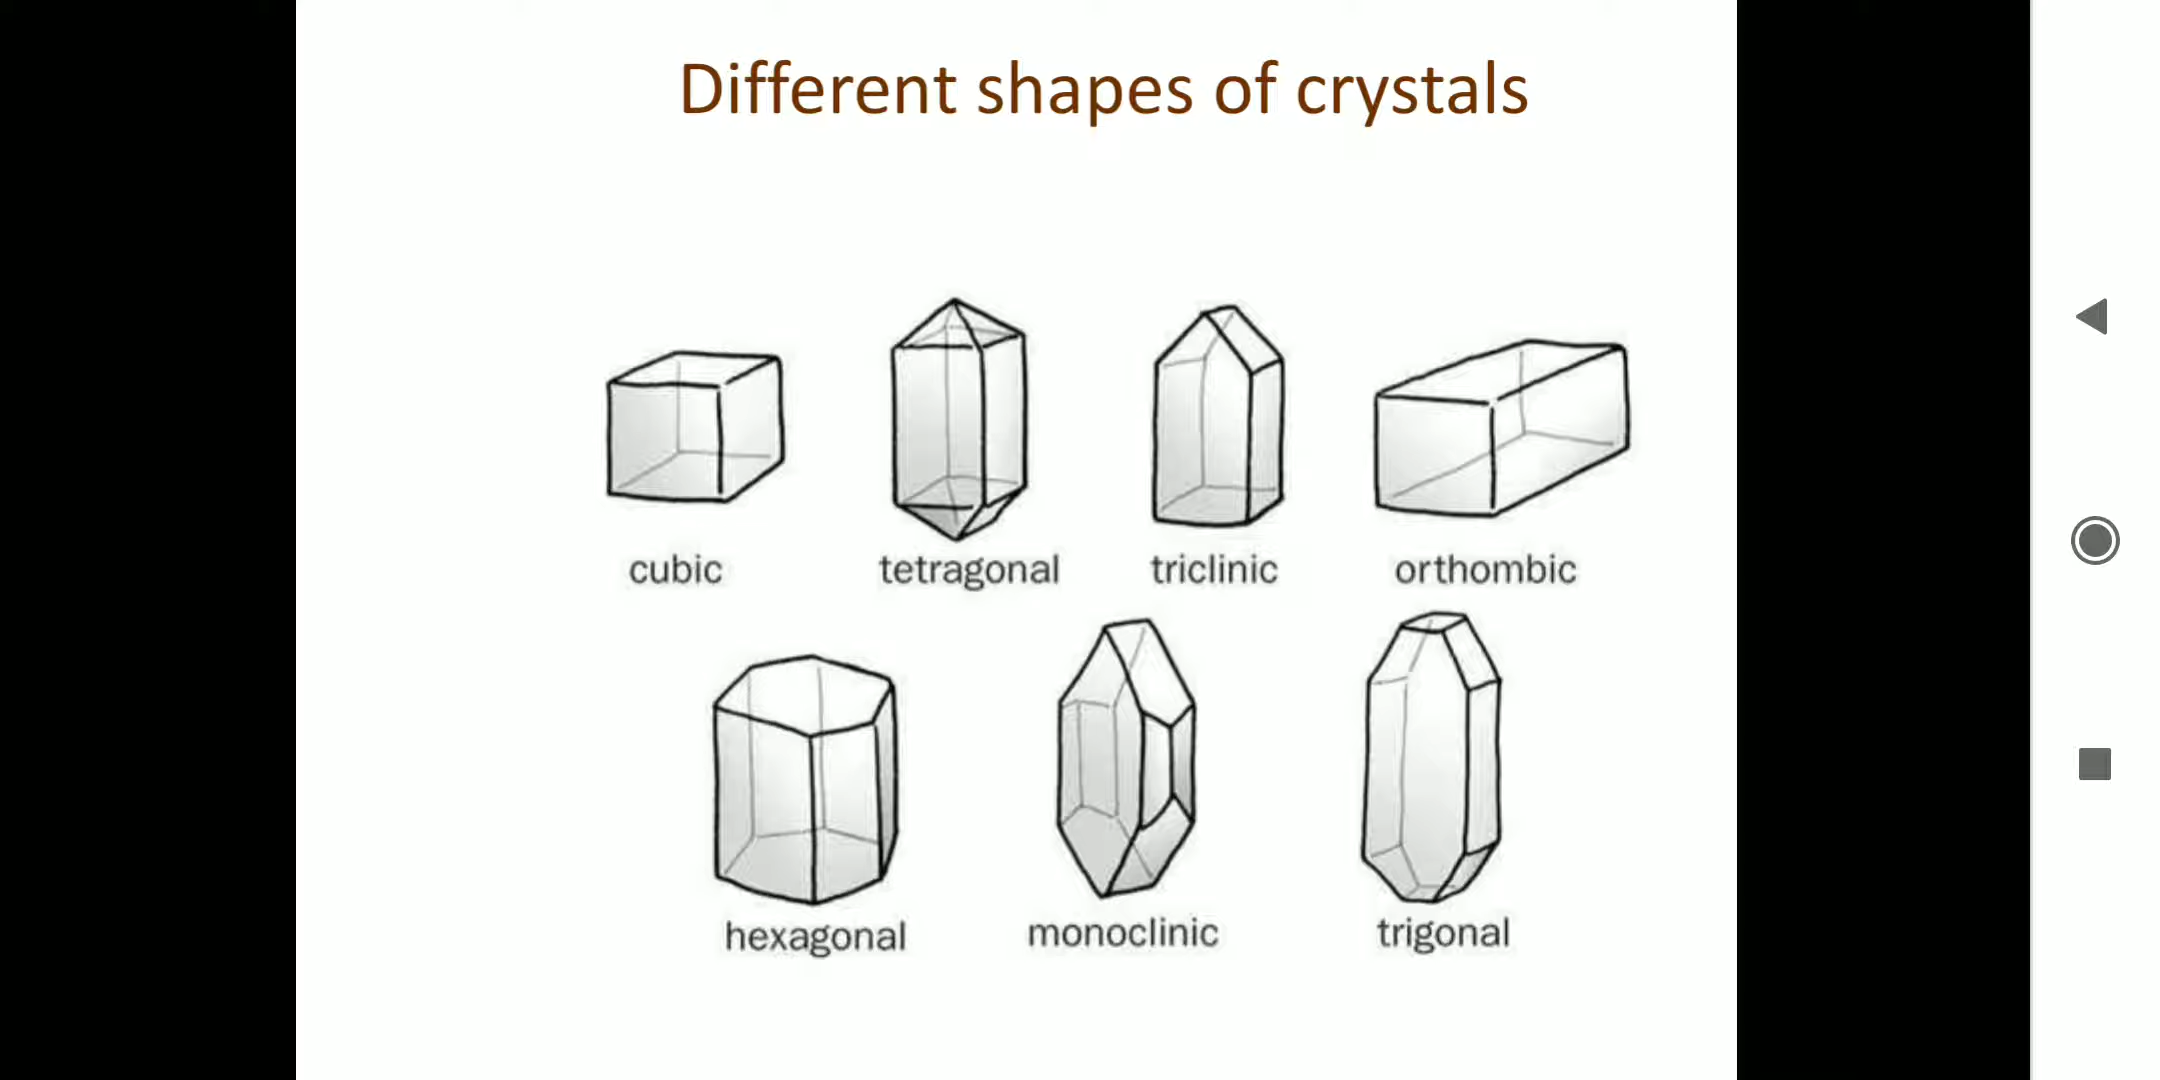 Different shapes of crystals
cubic
tetragonal
triclinic
orthombic
hexagonal
monoclinic
trigonal